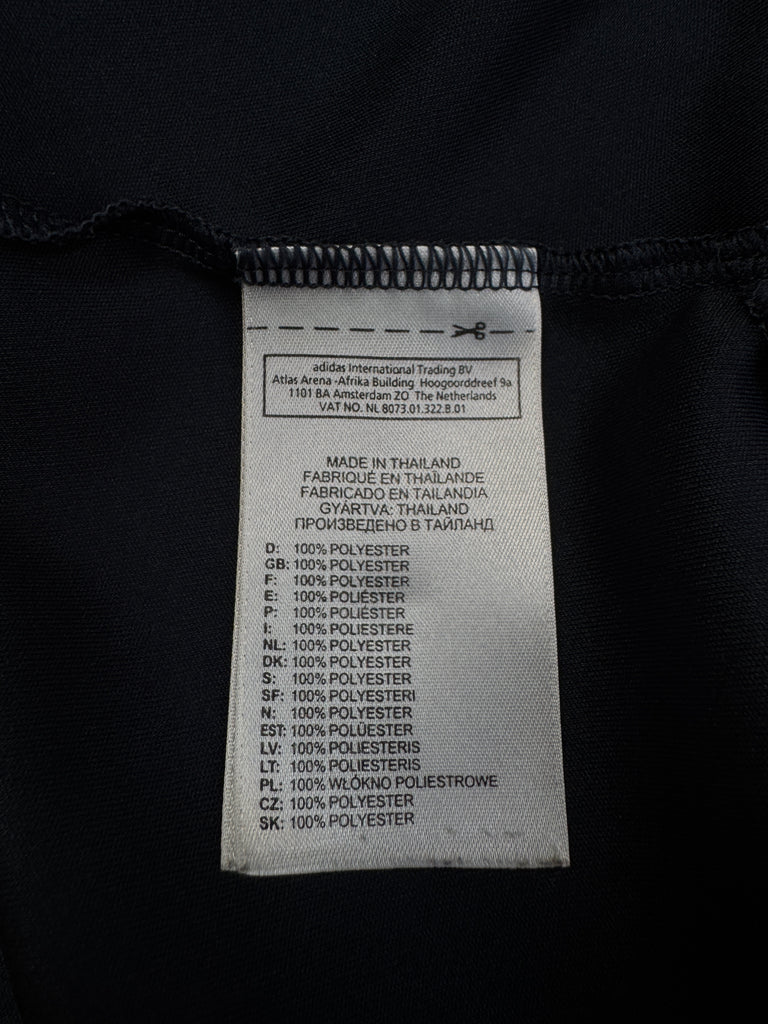 adidas International Trading BV
Atlas Arena -Afrika Building Hoogoorddreef 9a
1101 BA Amsterdam ZO The Netherlands
VAT NO. NL 8073.01.322.B.01
MADE IN THAILAND
FABRIQUÉ EN THAÏLANDE
FABRICADO EN TAILANDIA
GYÁRTVA: THAILAND
ПРОИЗВЕДЕНО В ТАЙЛАНД
D: 100% POLYESTER
GB: 100% POLYESTER
F: 100% POLYESTER
E: 100% POLIÉSTER
P: 100% POLIÉSTER
I: 100% POLIESTERE
NL: 100% POLYESTER
DK: 100% POLYESTER
S: 100% POLYESTER
SF: 100% POLYESTERI
N: 100% POLYESTER
EST: 100% POLÜESTER
LV: 100% POLIESTERIS
LT: 100% POLIESTERIS
PL: 100% WŁÓKNO POLIESTROWE
CZ: 100% POLYESTER
SK: 100% POLYESTER